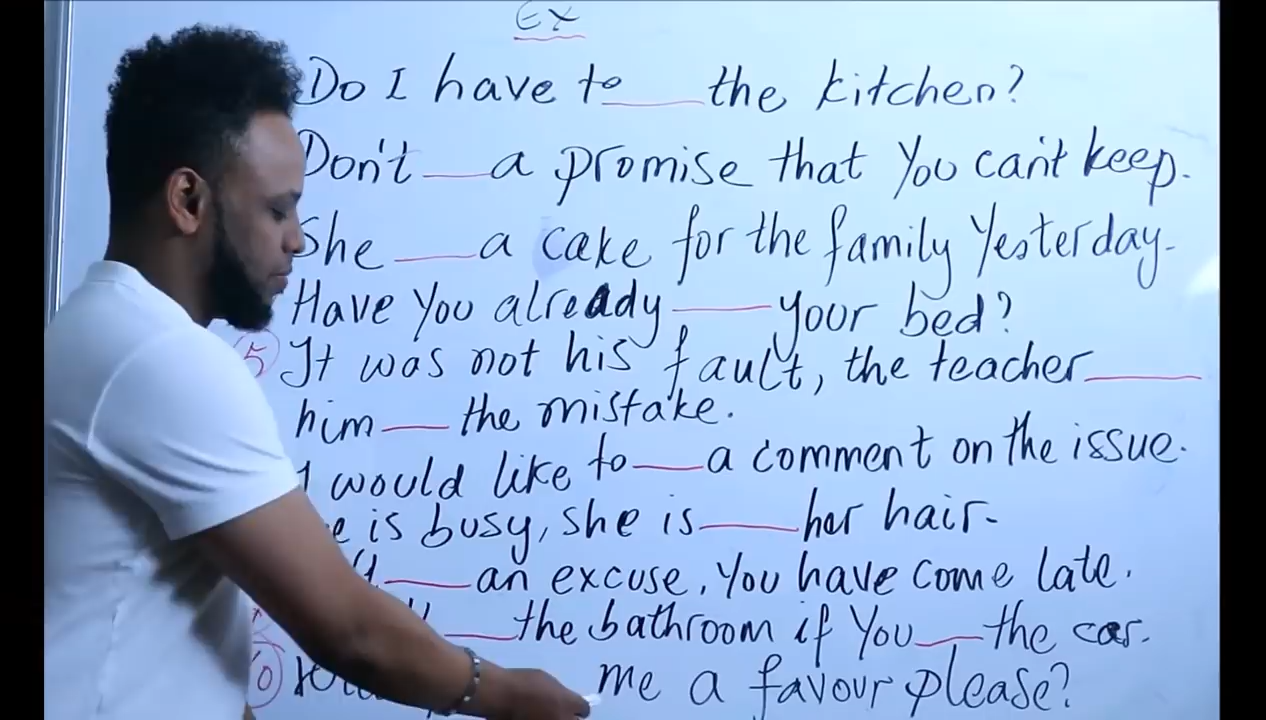 Ex
Do I have to ___ the kitchen?
Don't ___ a promise that you can't keep.
She ___ a cake for the family yesterday.
Have you already ___ your bed?
5 It was not his fault, the teacher ___
him ___ the mistake.
I would like to ___ a comment on the issue.
is busy, she is ___ her hair.
___ an excuse, you have come late.
___ the bathroom if you ___ the car.
10 me a favour please?